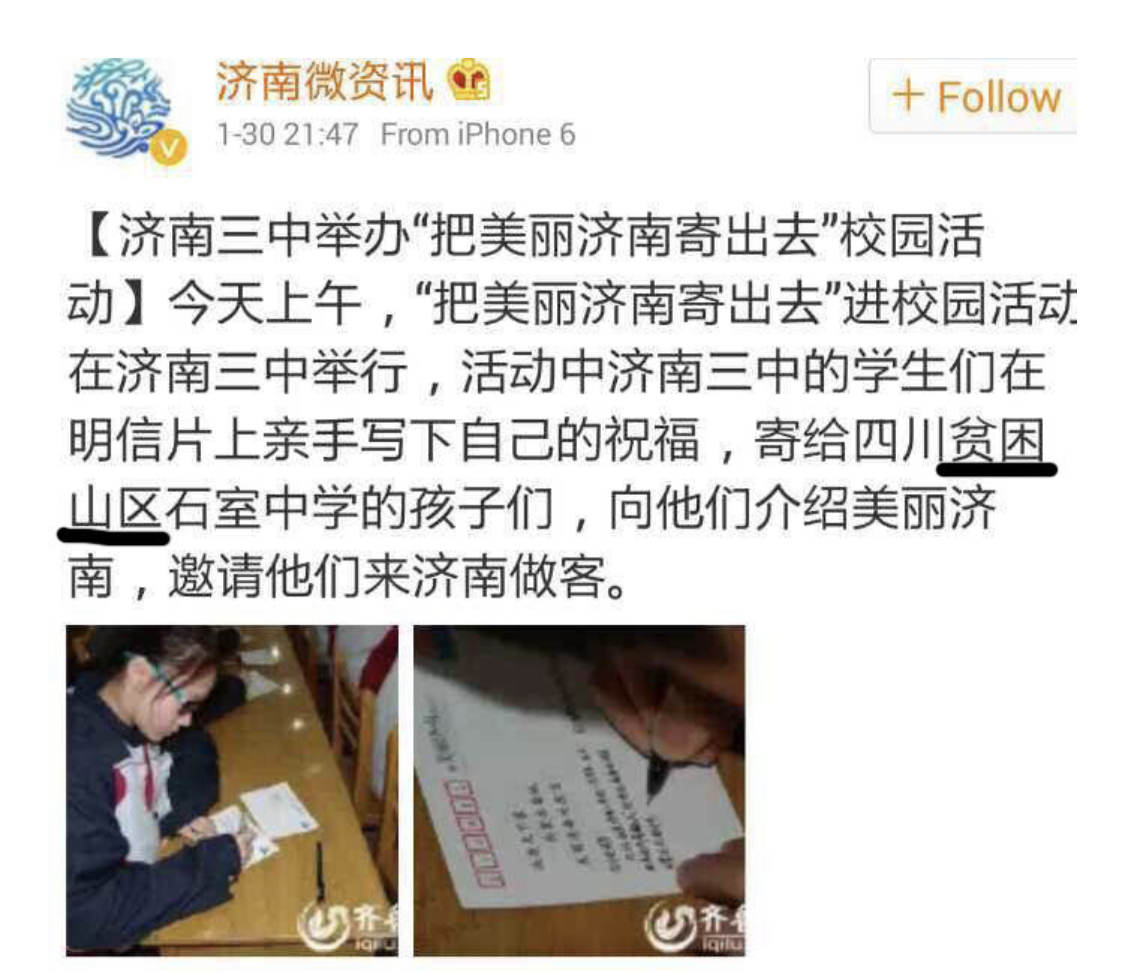 济南微资讯
+ Follow
1-30 21:47 From iPhone 6
【济南三中举办“把美丽济南寄出去”校园活
动】今天上午，“把美丽济南寄出去”进校园活动
在济南三中举行，活动中济南三中的学生们在
明信片上亲手写下自己的祝福，寄给四川贫困
山区石室中学的孩子们，向他们介绍美丽济
南，邀请他们来济南做客。
齐鲁
iqilu
齐鲁
iqilu